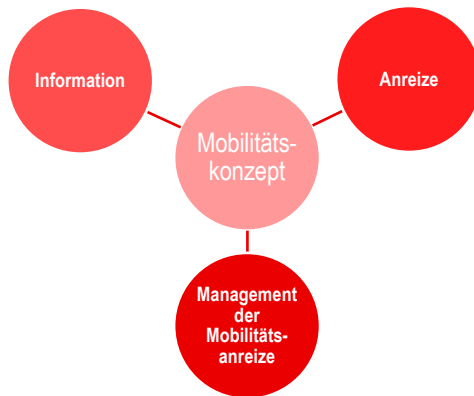 Information
Anreize
Mobilitäts-
konzept
Management
der
Mobilitäts-
anreize